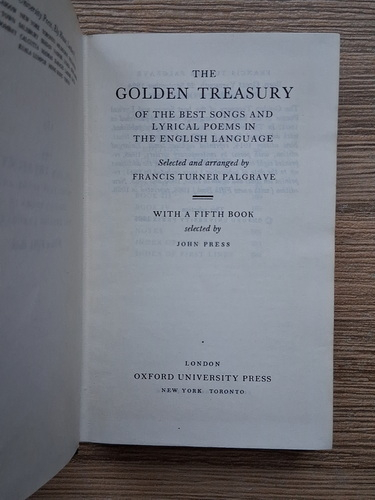 THE
GOLDEN TREASURY
OF THE BEST SONGS AND
LYRICAL POEMS IN
THE ENGLISH LANGUAGE
Selected and arranged by
FRANCIS TURNER PALGRAVE
WITH A FIFTH BOOK
selected by
JOHN PRESS
LONDON
OXFORD UNIVERSITY PRESS
NEW YORK TORONTO